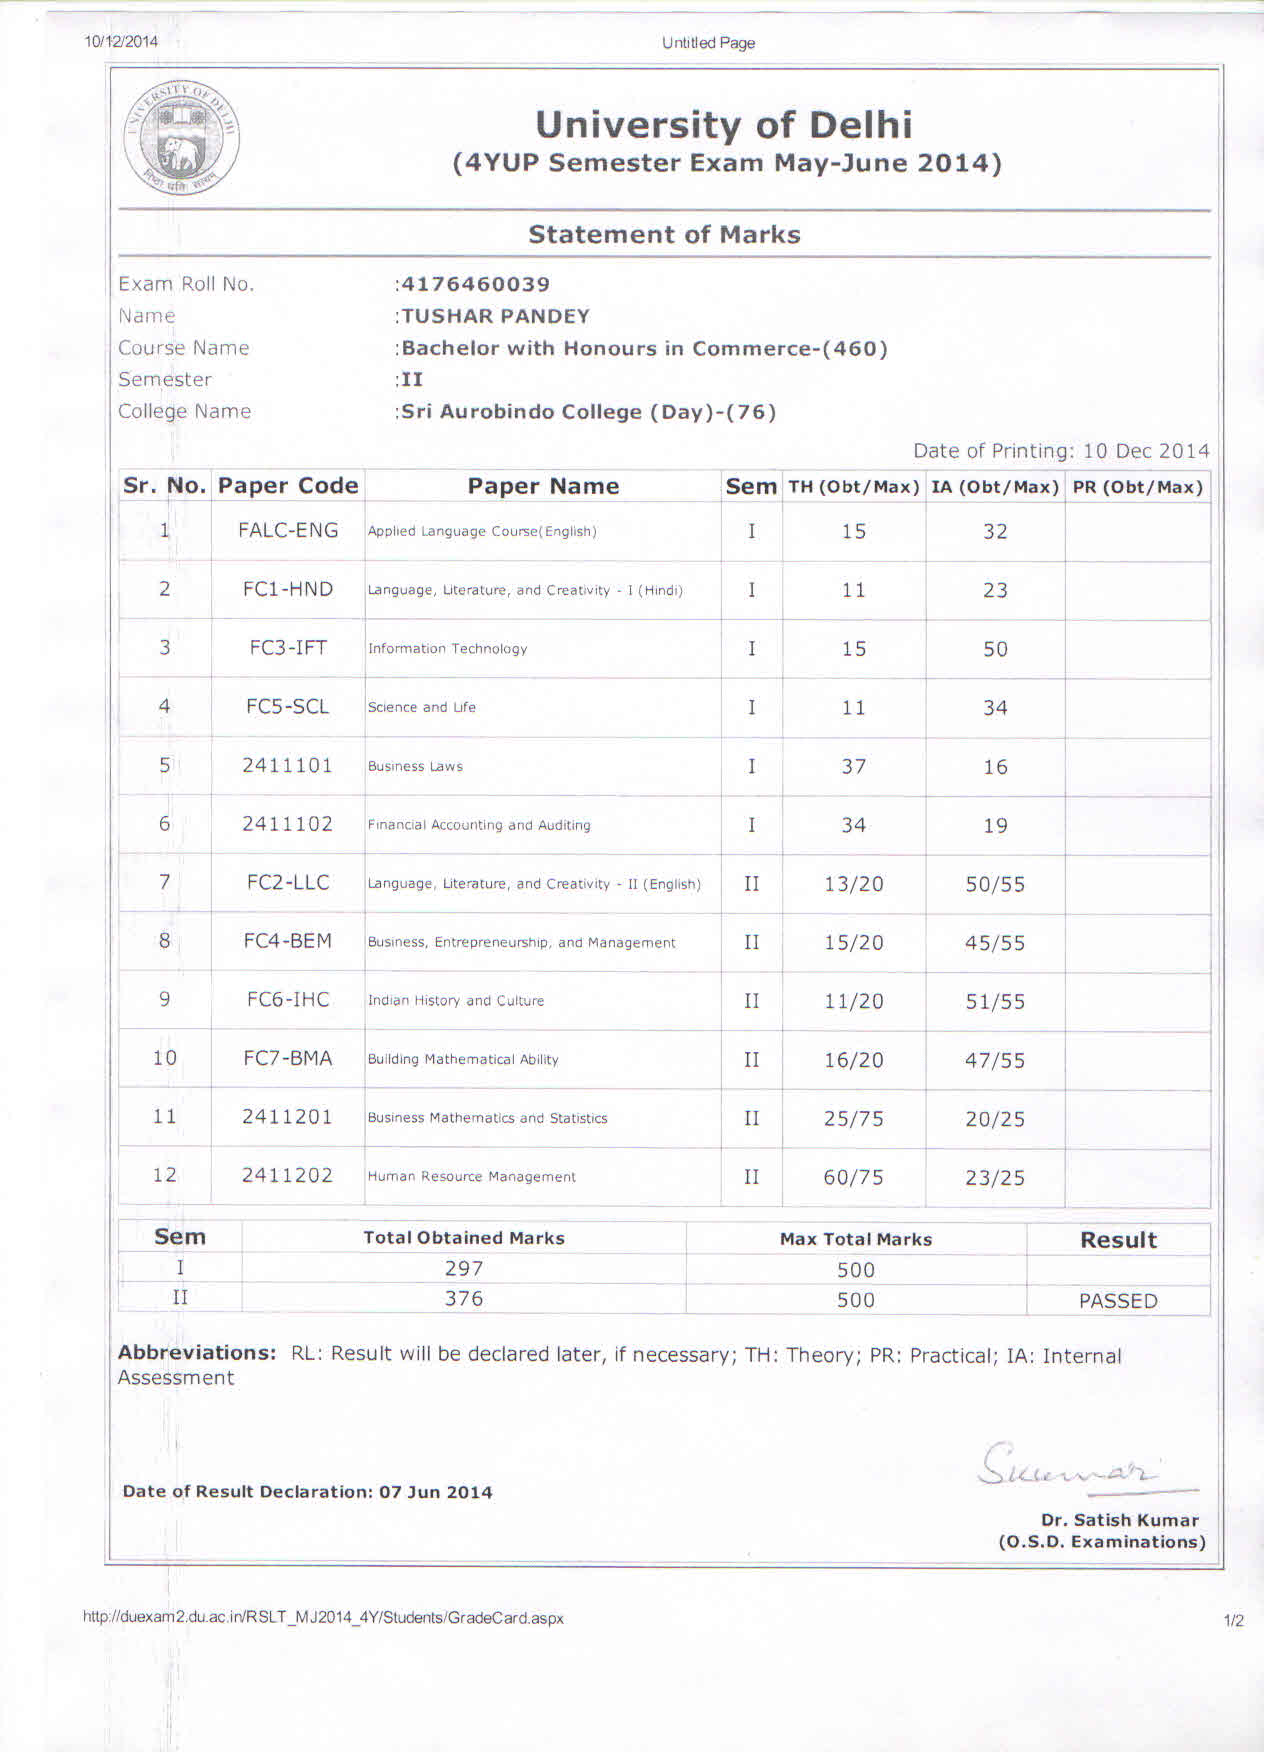 10/12/2014 Untitled Page
UNIVERSITY OF DELHI
University of Delhi
(4YUP Semester Exam May-June 2014)
Statement of Marks
Exam Roll No. :4176460039
Name :TUSHAR PANDEY
Course Name :Bachelor with Honours in Commerce-(460)
Semester :II
College Name :Sri Aurobindo College (Day)-(76)
Date of Printing: 10 Dec 2014
Sr. No. Paper Code Paper Name Sem TH (Obt/Max) IA (Obt/Max) PR (Obt/Max)
1 FALC-ENG Applied Language Course(English) I 15 32
2 FC1-HND Language, Literature, and Creativity - I (Hindi) I 11 23
3 FC3-IFT Information Technology I 15 50
4 FC5-SCL Science and Life I 11 34
5 2411101 Business Laws I 37 16
6 2411102 Financial Accounting and Auditing I 34 19
7 FC2-LLC Language, Literature, and Creativity - II (English) II 13/20 50/55
8 FC4-BEM Business, Entrepreneurship, and Management II 15/20 45/55
9 FC6-IHC Indian History and Culture II 11/20 51/55
10 FC7-BMA Building Mathematical Ability II 16/20 47/55
11 2411201 Business Mathematics and Statistics II 25/75 20/25
12 2411202 Human Resource Management II 60/75 23/25
Sem Total Obtained Marks Max Total Marks Result
I 297 500
II 376 500 PASSED
Abbreviations: RL: Result will be declared later, if necessary; TH: Theory; PR: Practical; IA: Internal
Assessment
Skumar
Date of Result Declaration: 07 Jun 2014
Dr. Satish Kumar
(O.S.D. Examinations)
http://duexam2.du.ac.in/RSLT_MJ2014_4Y/Students/GradeCard.aspx 1/2